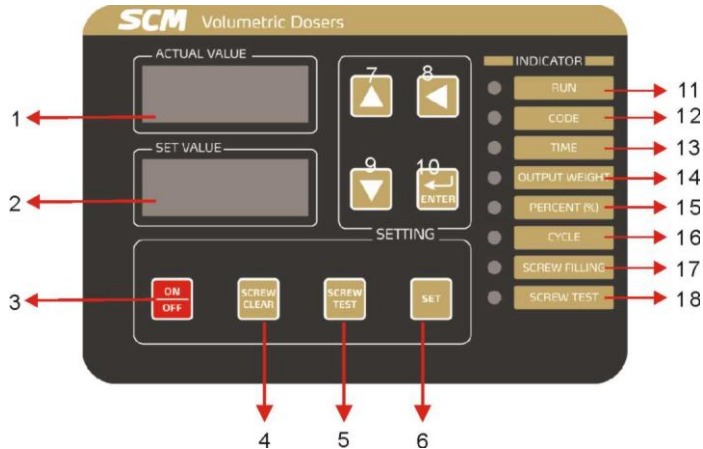 SCM Volumetric Dosers
ACTUAL VALUE
1
SET VALUE
2
7
8
9
10
ENTER
SETTING
3
ON
OFF
SCREW
CLEAR
SCREW
TEST
SET
4
5
6
INDICATOR
RUN
11
CODE
12
TIME
13
OUTPUT WEIGHT
14
PERCENT (%)
15
CYCLE
16
SCREW FILLING
17
SCREW TEST
18